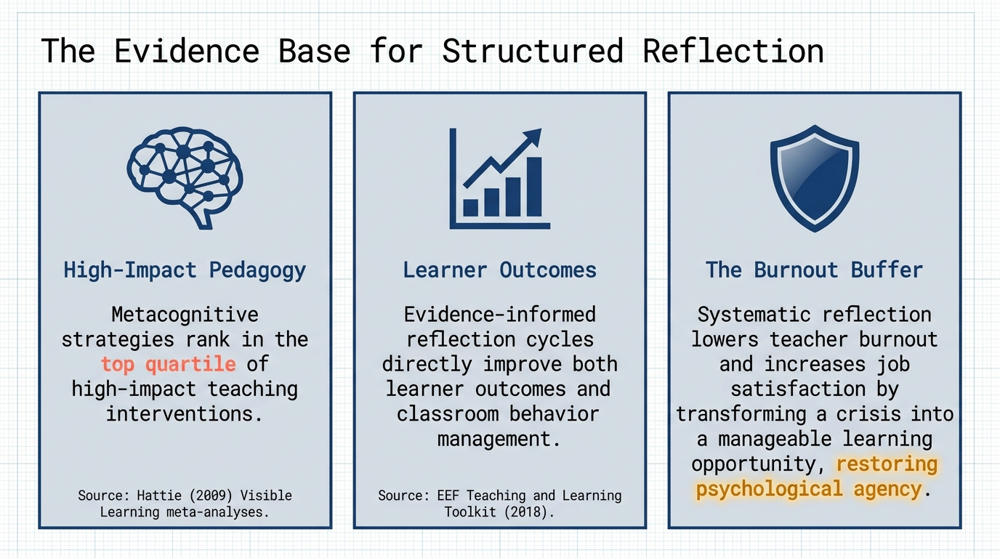 The Evidence Base for Structured Reflection
High-Impact Pedagogy
Metacognitive
strategies rank in the
top quartile of
high-impact teaching
interventions.
Source: Hattie (2009) Visible
Learning meta-analyses.
Learner Outcomes
Evidence-informed
reflection cycles
directly improve both
learner outcomes and
classroom behavior
management.
Source: EEF Teaching and Learning
Toolkit (2018).
The Burnout Buffer
Systematic reflection
lowers teacher burnout
and increases job
satisfaction by
transforming a crisis into
a manageable learning
opportunity, restoring
psychological agency.